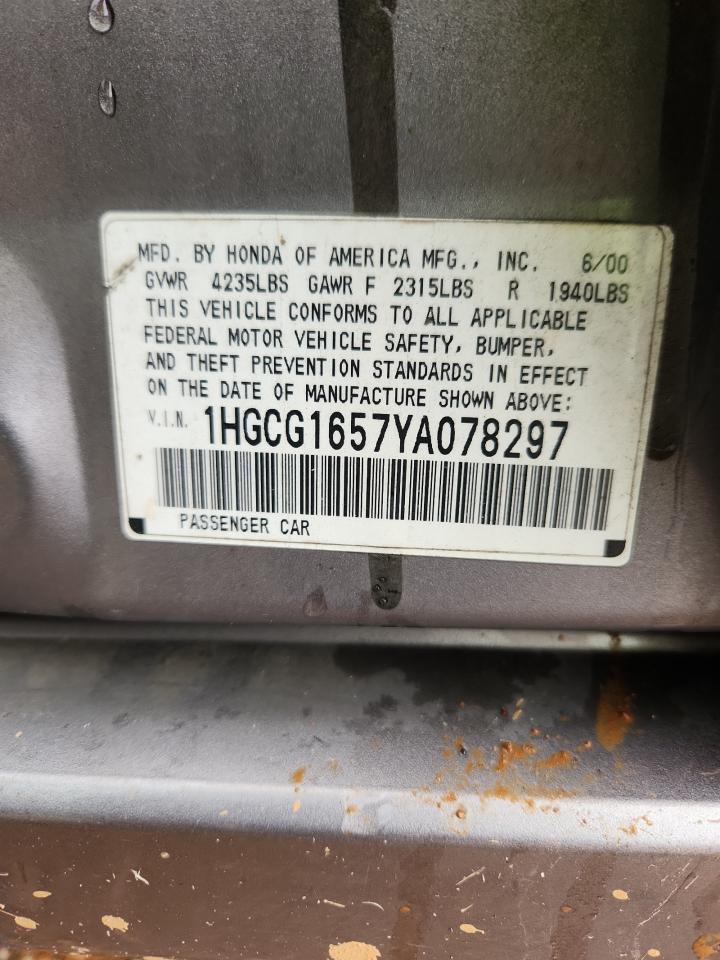 MFD. BY HONDA OF AMERICA MFG., INC. 6/00
GVWR 4235LBS GAWR F 2315LBS R 1940LBS
THIS VEHICLE CONFORMS TO ALL APPLICABLE
FEDERAL MOTOR VEHICLE SAFETY, BUMPER,
AND THEFT PREVENTION STANDARDS IN EFFECT
ON THE DATE OF MANUFACTURE SHOWN ABOVE:
V.I.N. 1HGCG1657YA078297
PASSENGER CAR